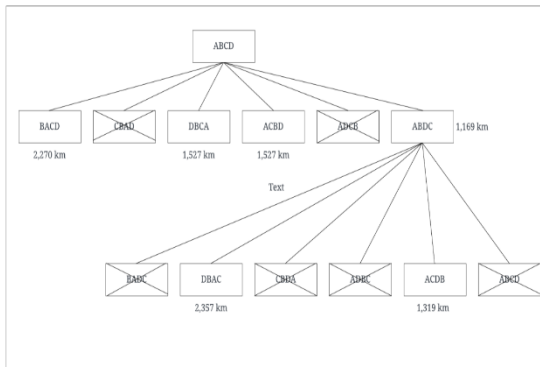 ABCD
BACD
CBAD
DBCA
ACBD
ADCB
ABDC
1,169 km
2,270 km
1,527 km
1,527 km
Text
BADC
DBAC
CBDA
ADBC
ACDB
ABCD
2,357 km
1,319 km